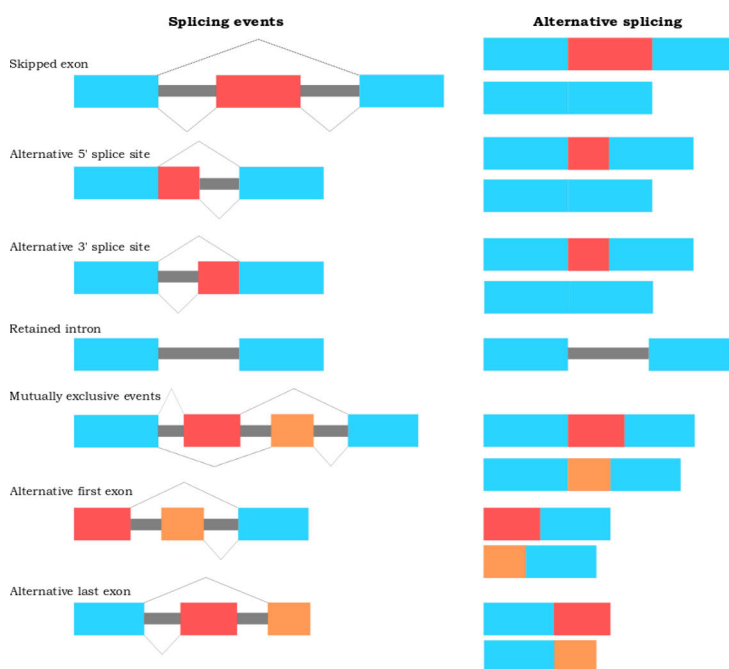 Splicing events
Alternative splicing
Skipped exon
Alternative 5' splice site
Alternative 3' splice site
Retained intron
Mutually exclusive events
Alternative first exon
Alternative last exon